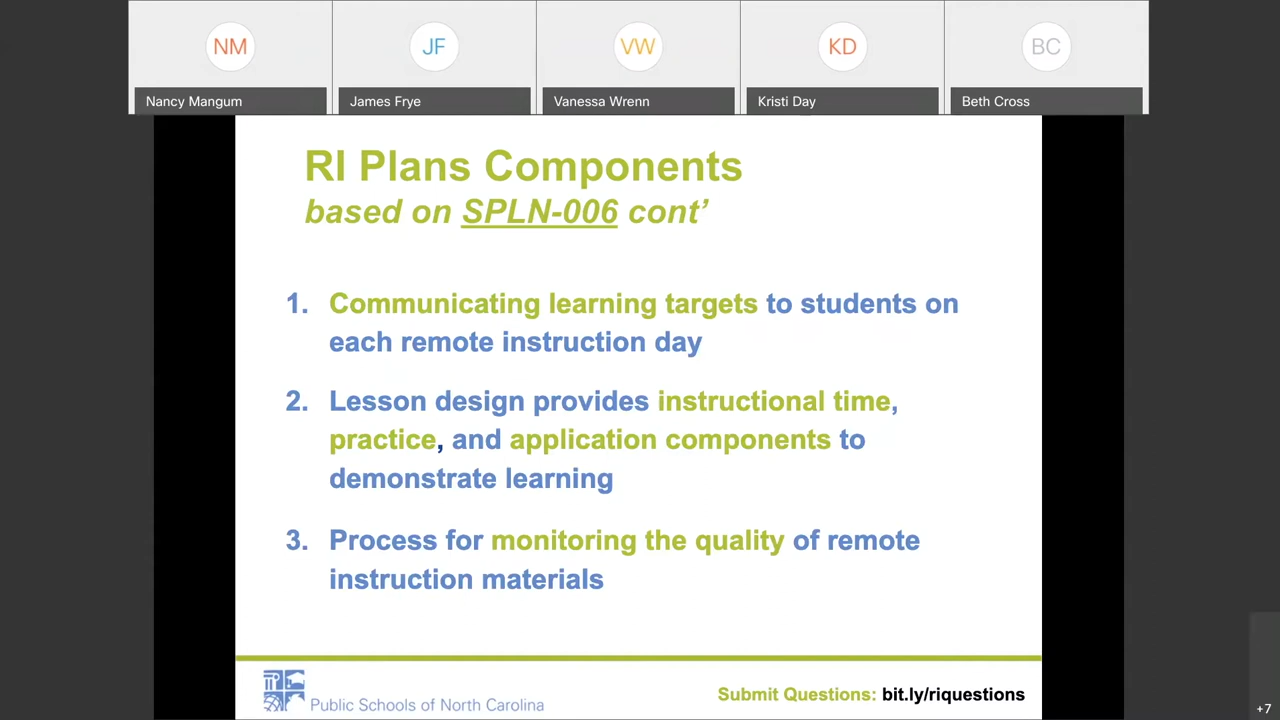 NM JF VW KD BC
Nancy Mangum James Frye Vanessa Wrenn Kristi Day Beth Cross
RI Plans Components
based on SPLN-006 cont’
1. Communicating learning targets to students on
each remote instruction day
2. Lesson design provides instructional time,
practice, and application components to
demonstrate learning
3. Process for monitoring the quality of remote
instruction materials
Public Schools of North Carolina
Submit Questions: bit.ly/riquestions
+7